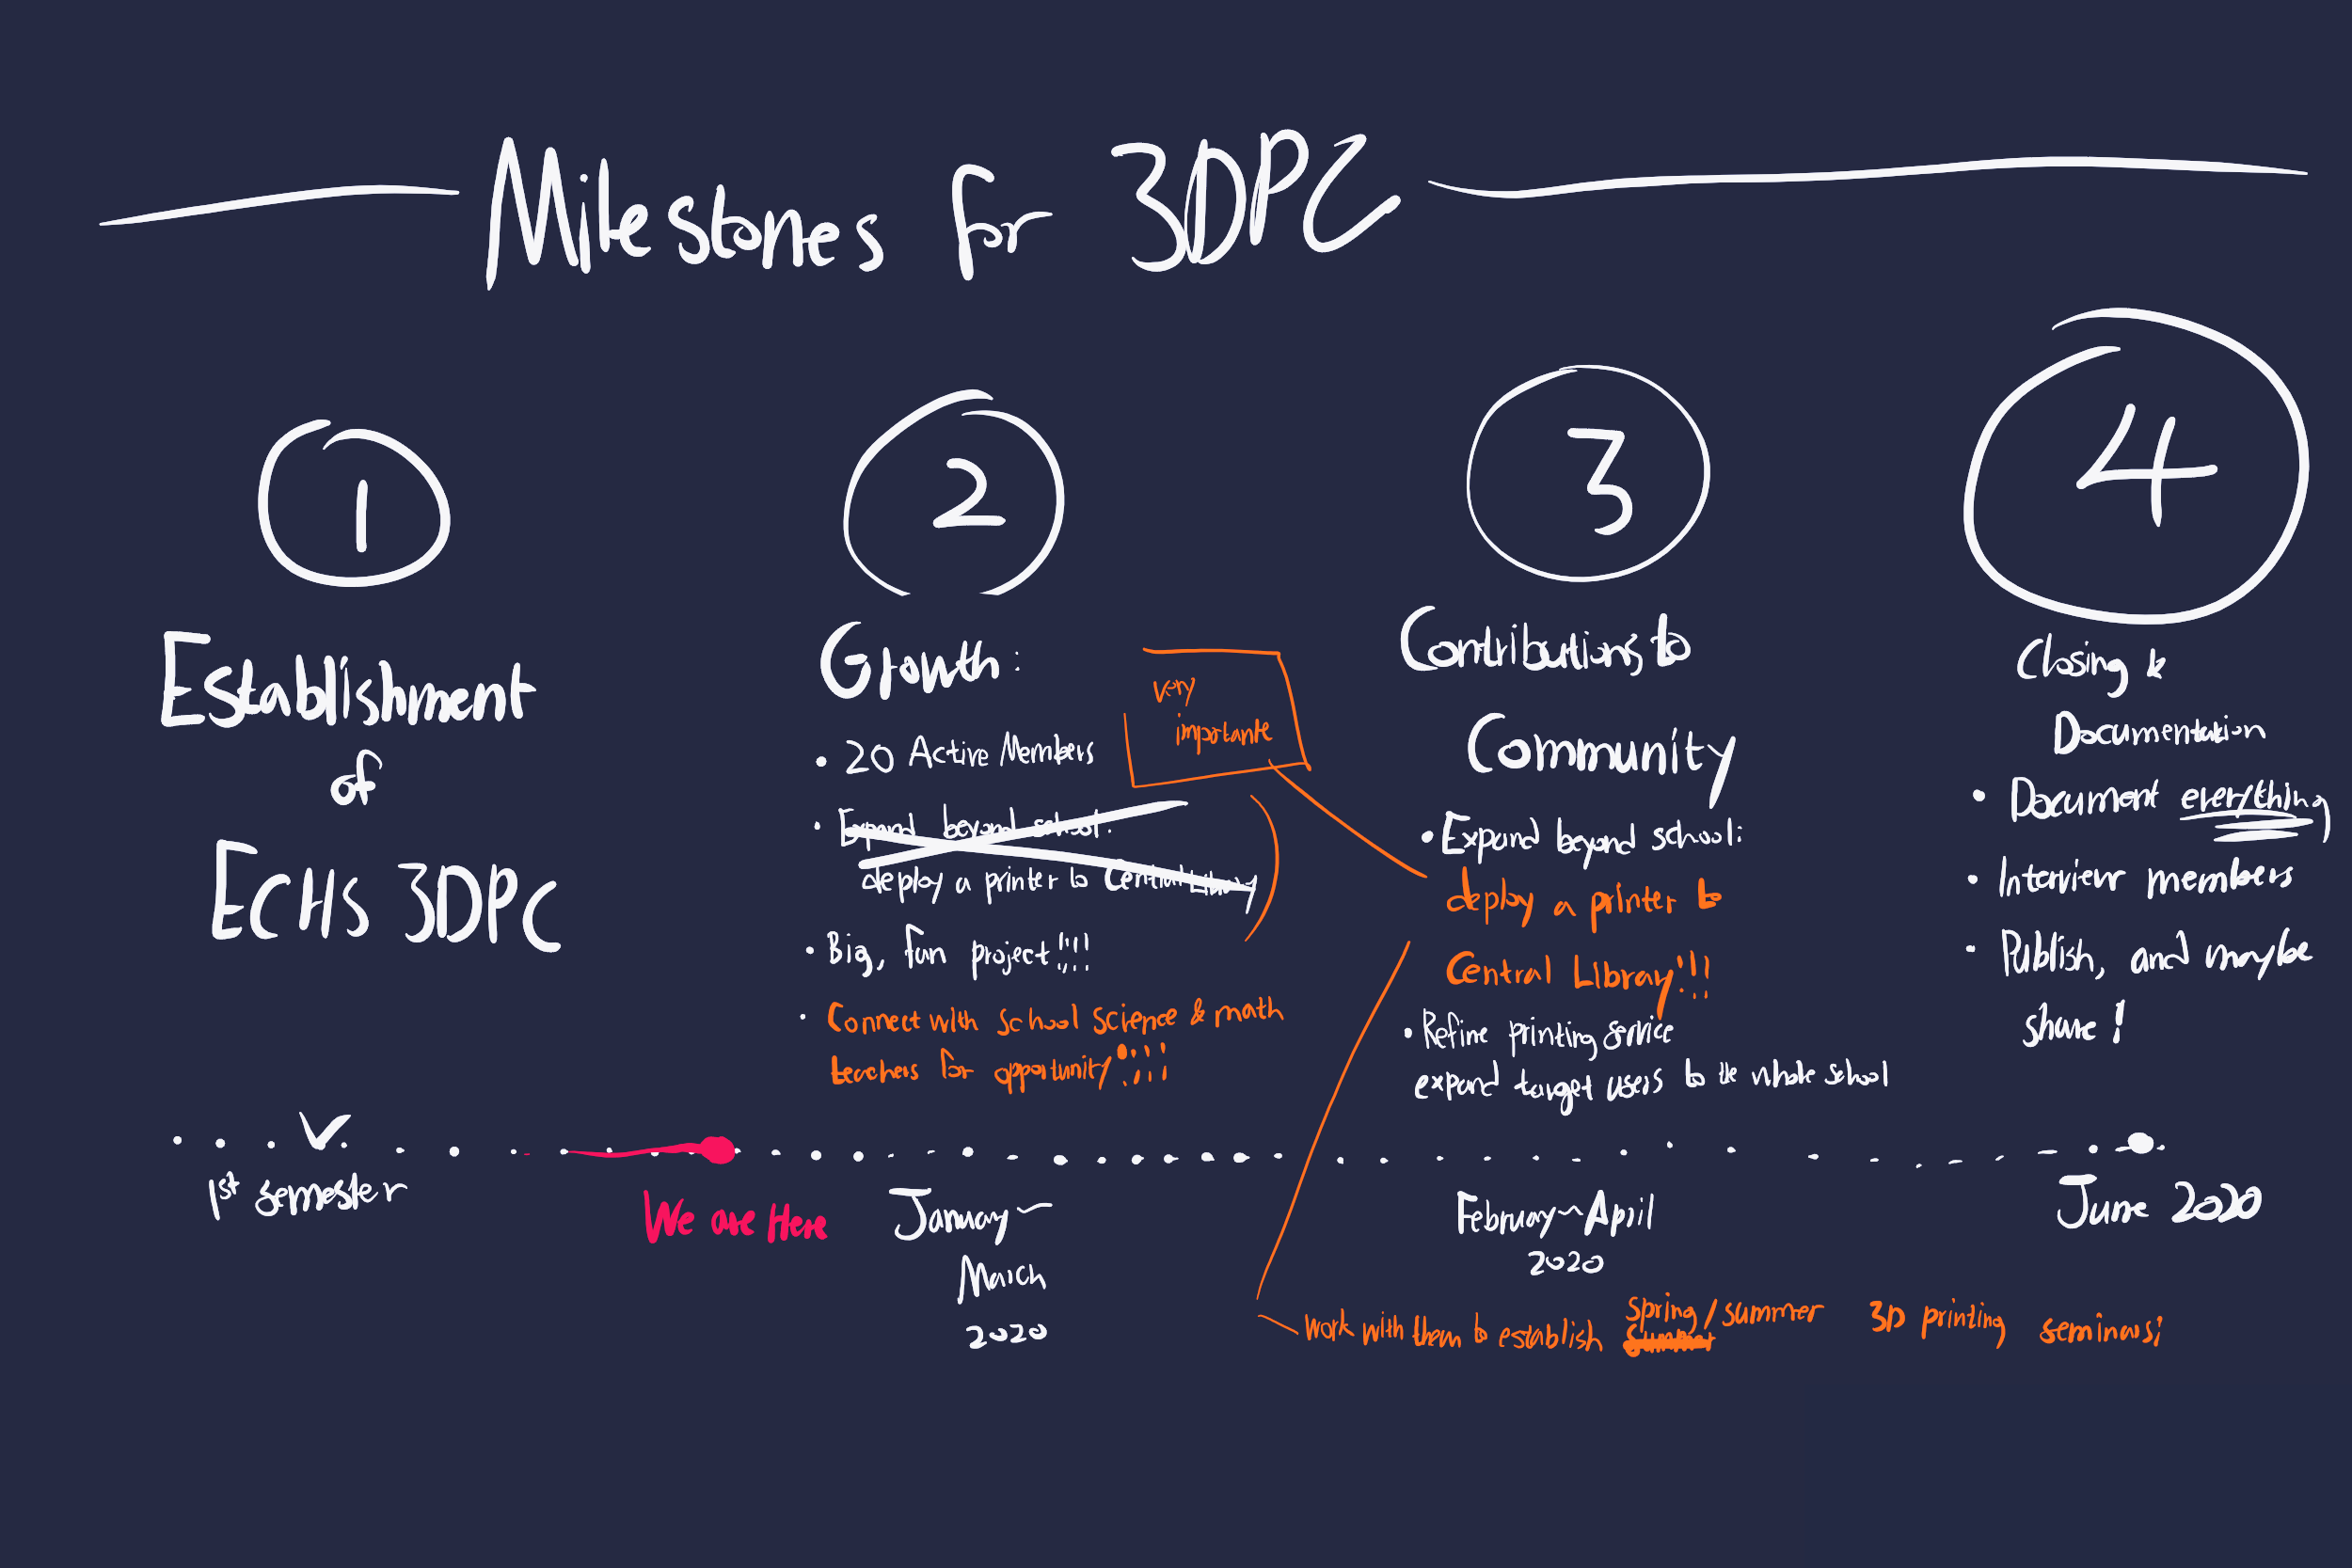 Milestones for 3DPC
1
Establishment
of
ECHS 3DPC
2
Growth:
• 20 Active Members
• Expand beyond school:
deploy a printer to Central Library
• Big, fun project!!!!
• Connect with school science & math
teachers for opportunity!!!!
very
importante
3
Contributions to
Community
• Expand beyond school:
deploy a printer to
Central Library!!!
• Refine printing service
expand target users to the whole school
4
Closing &
Documentation
• Document everything
• Interview members
• Publish, and maybe
share!
1st semester
We are Here
January~
March
2020
February~April
2020
June 2020
Work with them to establish Spring/summer 3D printing seminars!
Summer